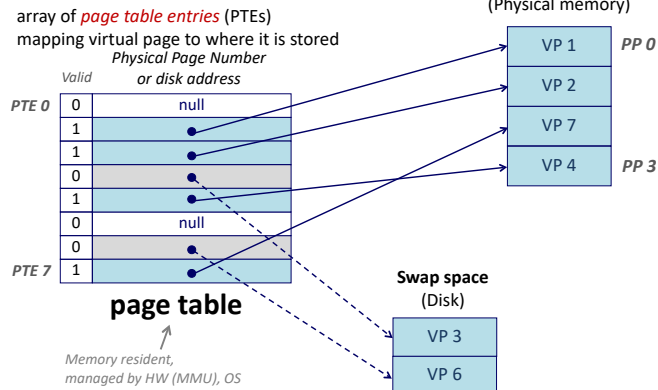 array of page table entries (PTEs)
mapping virtual page to where it is stored
(Physical memory)
Physical Page Number
or disk address
Valid
PTE 0
0
null
1
1
0
1
0
null
0
PTE 7
1
VP 1
PP 0
VP 2
VP 7
VP 4
PP 3
page table
Memory resident,
managed by HW (MMU), OS
Swap space
(Disk)
VP 3
VP 6